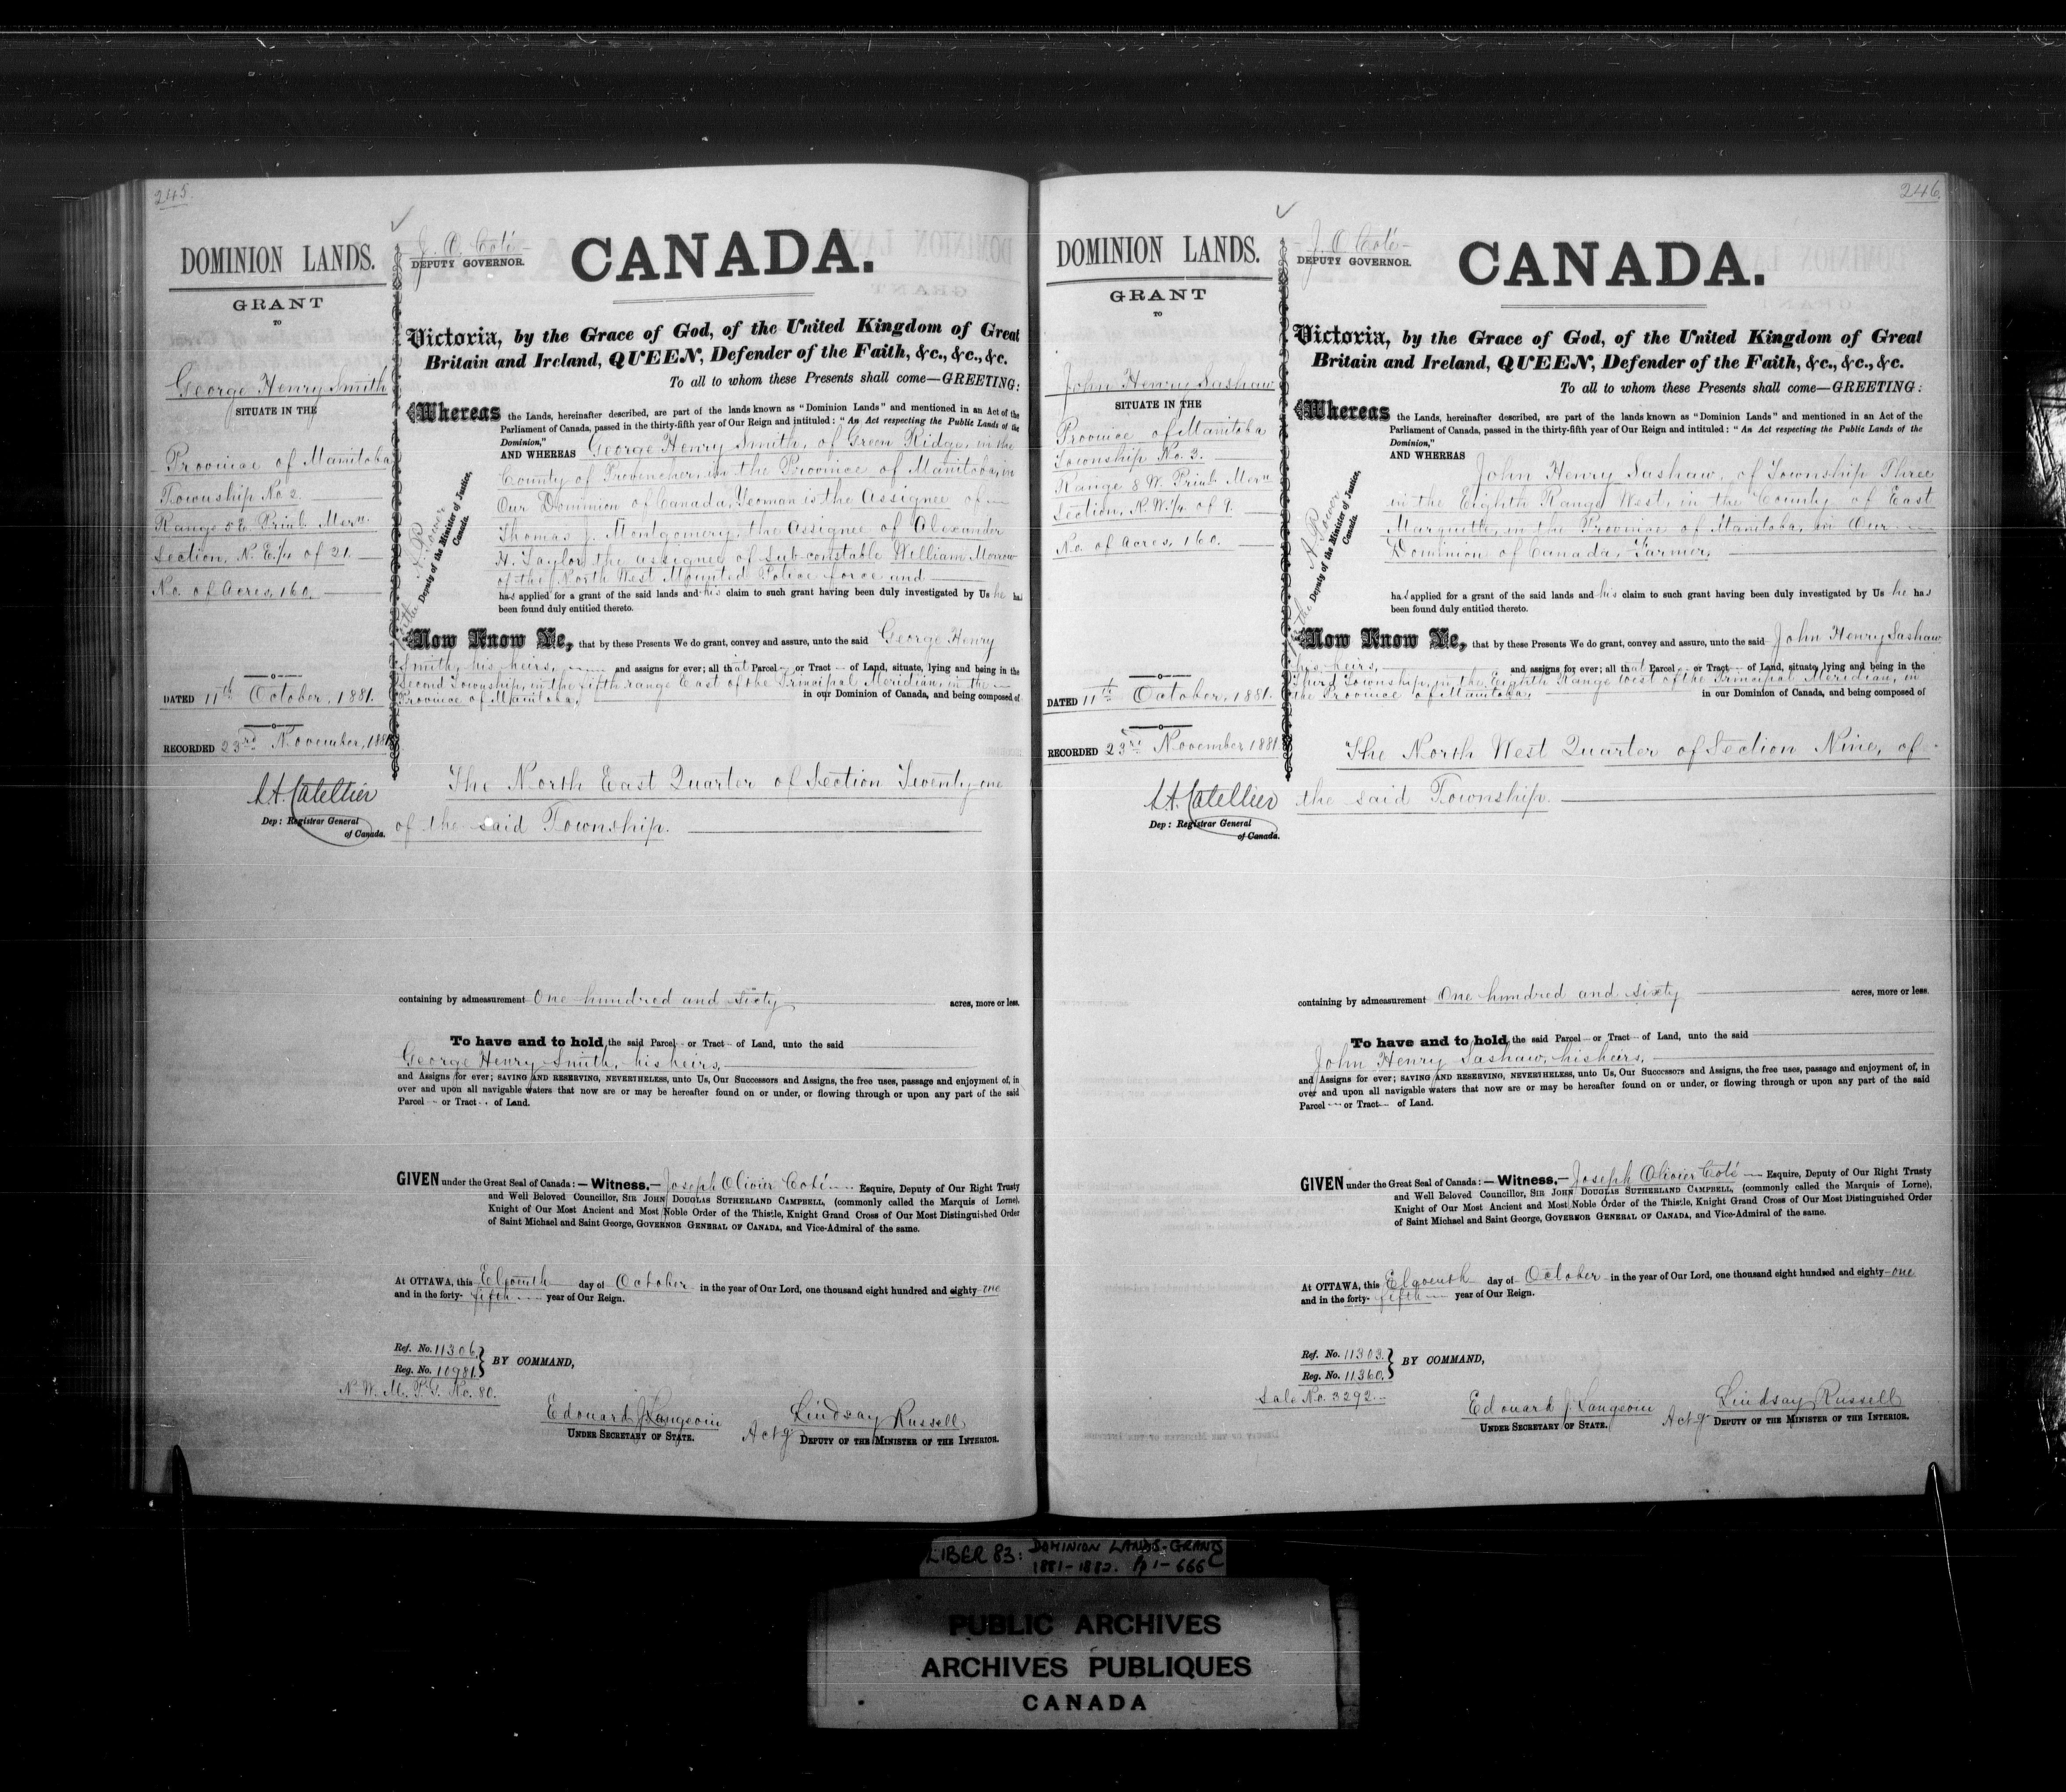 245.
DOMINION LANDS.
GRANT
TO
George Henry Smith
SITUATE IN THE
Province of Manitoba
Township No 2.
Range 5 E. Prinl. Mern.
Section, N. E. 1/4 of 21.
No. of Acres, 160.
DATED 11th October, 1881.
RECORDED 23rd November, 1881
L.A. Catellier
Dep: Registrar General
of Canada.
J. O. Coté
DEPUTY GOVERNOR.
CANADA.
Victoria, by the Grace of God, of the United Kingdom of Great
Britain and Ireland, QUEEN, Defender of the Faith, &c., &c., &c.
To all to whom these Presents shall come—GREETING:
Whereas the Lands, hereinafter described, are part of the lands known as "Dominion Lands" and mentioned in an Act of the
Parliament of Canada, passed in the thirty-fifth year of Our Reign and intituled: "An Act respecting the Public Lands of the
Dominion,"
AND WHEREAS George Henry Smith, of Green Ridge, in the
County of Provencher, in the Province of Manitoba, in
Our Dominion of Canada, Yeoman is the Assignee of
Thomas J. Montgomery, the Assignee of Alexander
H. Taylor, the assignee of Sub-constable William Morrow
of the North West Mounted Police force and
has applied for a grant of the said lands and his claim to such grant having been duly investigated by Us he has
been found duly entitled thereto.
A. Power
for the Deputy of the Minister of Justice,
Canada.
Now Know Ye, that by these Presents We do grant, convey and assure, unto the said George Henry
Smith, his heirs, and assigns for ever; all that Parcel or Tract of Land, situate, lying and being in the
Second Township, in the fifth range East of the Principal Meridian, in the
Province of Manitoba, in our Dominion of Canada, and being composed of
The North East Quarter of Section Twenty-one
of the said Township.
containing by admeasurement One hundred and sixty acres, more or less.
To have and to hold, the said Parcel or Tract of Land, unto the said
George Henry Smith, his heirs,
and Assigns for ever; SAVING AND RESERVING, NEVERTHELESS, unto Us, Our Successors and Assigns, the free uses, passage and enjoyment of, in
over and upon all navigable waters that now are or may be hereafter found on or under, or flowing through or upon any part of the said
Parcel or Tract of Land.
GIVEN under the Great Seal of Canada:—Witness,—Joseph Olivier Coté Esquire, Deputy of Our Right Trusty
and Well Beloved Councillor, SIR JOHN DOUGLAS SUTHERLAND CAMPBELL, (commonly called the Marquis of Lorne),
Knight of Our Most Ancient and Most Noble Order of the Thistle, Knight Grand Cross of Our Most Distinguished Order
of Saint Michael and Saint George, GOVERNOR GENERAL OF CANADA, and Vice-Admiral of the same.
At OTTAWA, this Eleventh day of October in the year of Our Lord, one thousand eight hundred and eighty-one
and in the forty-fifth year of Our Reign.
Ref. No. 11306.
Reg. No. 10981.
BY COMMAND,
N. W. M. P. G. No. 80.
Edouard J. Langevin
UNDER SECRETARY OF STATE.
Lindsay Russell
Actg DEPUTY OF THE MINISTER OF THE INTERIOR.
246.
DOMINION LANDS.
GRANT
TO
John Henry Sashaw
SITUATE IN THE
Province of Manitoba
Township No. 3.
Range 8 W. Prinl. Mern
Section, N.W. 1/4 of 9.
No. of Acres, 160.
DATED 11th October, 1881.
RECORDED 23rd November 1881
L.A. Catellier
Dep: Registrar General
of Canada.
J. O. Coté
DEPUTY GOVERNOR.
CANADA.
Victoria, by the Grace of God, of the United Kingdom of Great
Britain and Ireland, QUEEN, Defender of the Faith, &c., &c., &c.
To all to whom these Presents shall come—GREETING:
Whereas the Lands, hereinafter described, are part of the lands known as "Dominion Lands" and mentioned in an Act of the
Parliament of Canada, passed in the thirty-fifth year of Our Reign and intituled: "An Act respecting the Public Lands of the
Dominion,"
AND WHEREAS John Henry Sashaw, of Township Three
in the Eighth Range West, in the County of East
Marquette, in the Province of Manitoba, in Our
Dominion of Canada, Farmer,
has applied for a grant of the said lands and his claim to such grant having been duly investigated by Us he has
been found duly entitled thereto.
A. Power
for the Deputy of the Minister of Justice,
Canada.
Now Know Ye, that by these Presents We do grant, convey and assure, unto the said John Henry Sashaw
his heirs, and assigns for ever; all that Parcel or Tract of Land, situate, lying and being in the
Third Township, in the Eighth Range West of the Principal Meridian, in
the Province of Manitoba, in our Dominion of Canada, and being composed of
The North West Quarter of Section Nine, of
the said Township.
containing by admeasurement One hundred and sixty acres, more or less.
To have and to hold, the said Parcel or Tract of Land, unto the said
John Henry Sashaw, his heirs,
and Assigns for ever; SAVING AND RESERVING, NEVERTHELESS, unto Us, Our Successors and Assigns, the free uses, passage and enjoyment of, in
over and upon all navigable waters that now are or may be hereafter found on or under, or flowing through or upon any part of the said
Parcel or Tract of Land.
GIVEN under the Great Seal of Canada:—Witness,—Joseph Olivier Coté Esquire, Deputy of Our Right Trusty
and Well Beloved Councillor, SIR JOHN DOUGLAS SUTHERLAND CAMPBELL, (commonly called the Marquis of Lorne),
Knight of Our Most Ancient and Most Noble Order of the Thistle, Knight Grand Cross of Our Most Distinguished Order
of Saint Michael and Saint George, GOVERNOR GENERAL OF CANADA, and Vice-Admiral of the same.
At OTTAWA, this Eleventh day of October in the year of Our Lord, one thousand eight hundred and eighty-one
and in the forty-fifth year of Our Reign.
Ref. No. 11303.
Reg. No. 11360.
BY COMMAND,
Sale No. 3292.
Edouard J. Langevin
UNDER SECRETARY OF STATE.
Lindsay Russell
Actg DEPUTY OF THE MINISTER OF THE INTERIOR.
LIBER 83: DOMINION LANDS-GRANTS
1881-1882. pp 1-666
PUBLIC ARCHIVES
ARCHIVES PUBLIQUES
CANADA